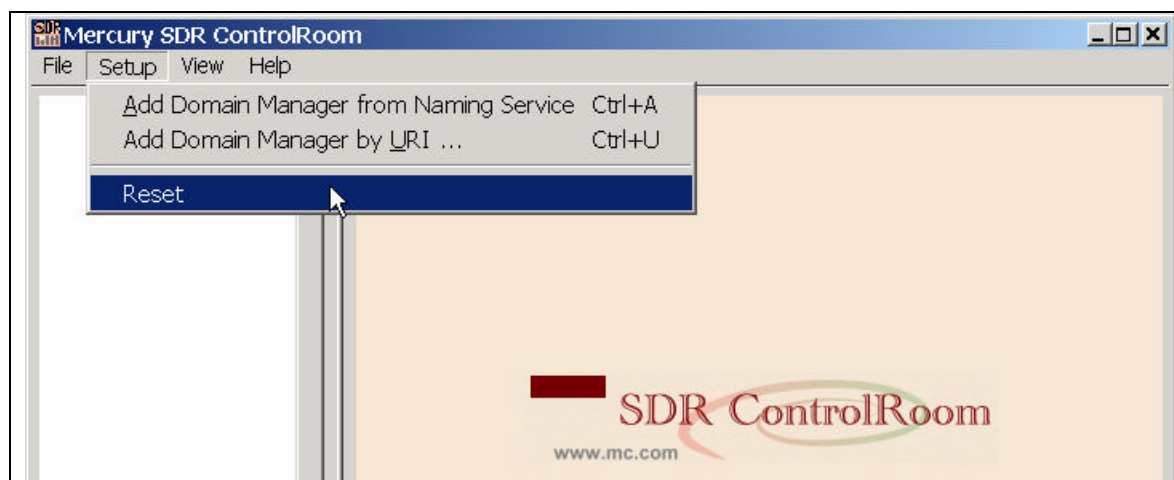 SDR Mercury SDR ControlRoom
File Setup View Help
Add Domain Manager from Naming Service Ctrl+A
Add Domain Manager by URI ... Ctrl+U
Reset
SDR ControlRoom
www.mc.com